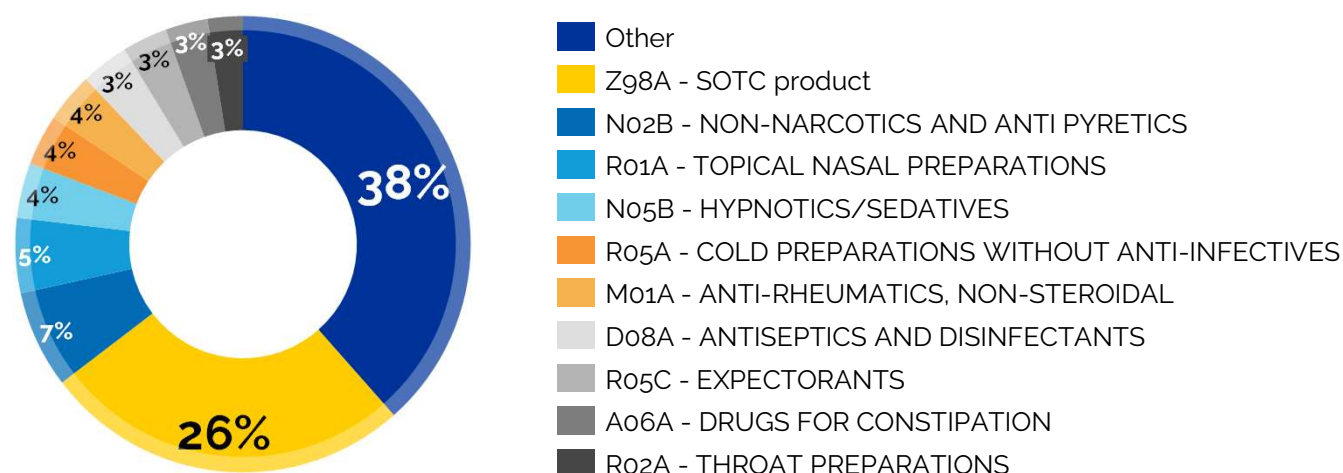 38%
26%
7%
5%
4%
4%
4%
3%
3%
3%
3%
Other
Z98A - SOTC product
N02B - NON-NARCOTICS AND ANTI PYRETICS
R01A - TOPICAL NASAL PREPARATIONS
N05B - HYPNOTICS/SEDATIVES
R05A - COLD PREPARATIONS WITHOUT ANTI-INFECTIVES
M01A - ANTI-RHEUMATICS, NON-STEROIDAL
D08A - ANTISEPTICS AND DISINFECTANTS
R05C - EXPECTORANTS
A06A - DRUGS FOR CONSTIPATION
R02A - THROAT PREPARATIONS